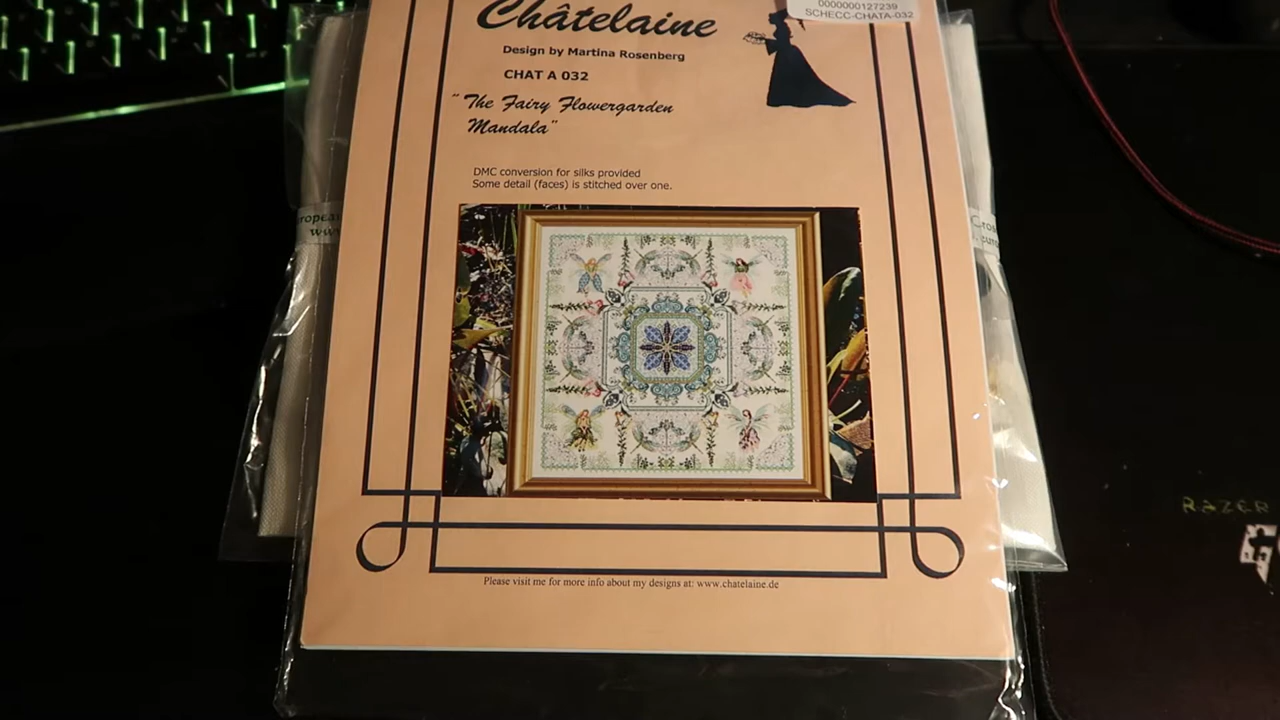 0000000127239
SCHECC-CHATA-032
Châtelaine
Design by Martina Rosenberg
CHAT A 032
"The Fairy Flowergarden
Mandala"
DMC conversion for silks provided
Some detail (faces) is stitched over one.
Please visit me for more info about my designs at: www.chatelaine.de
RAZER